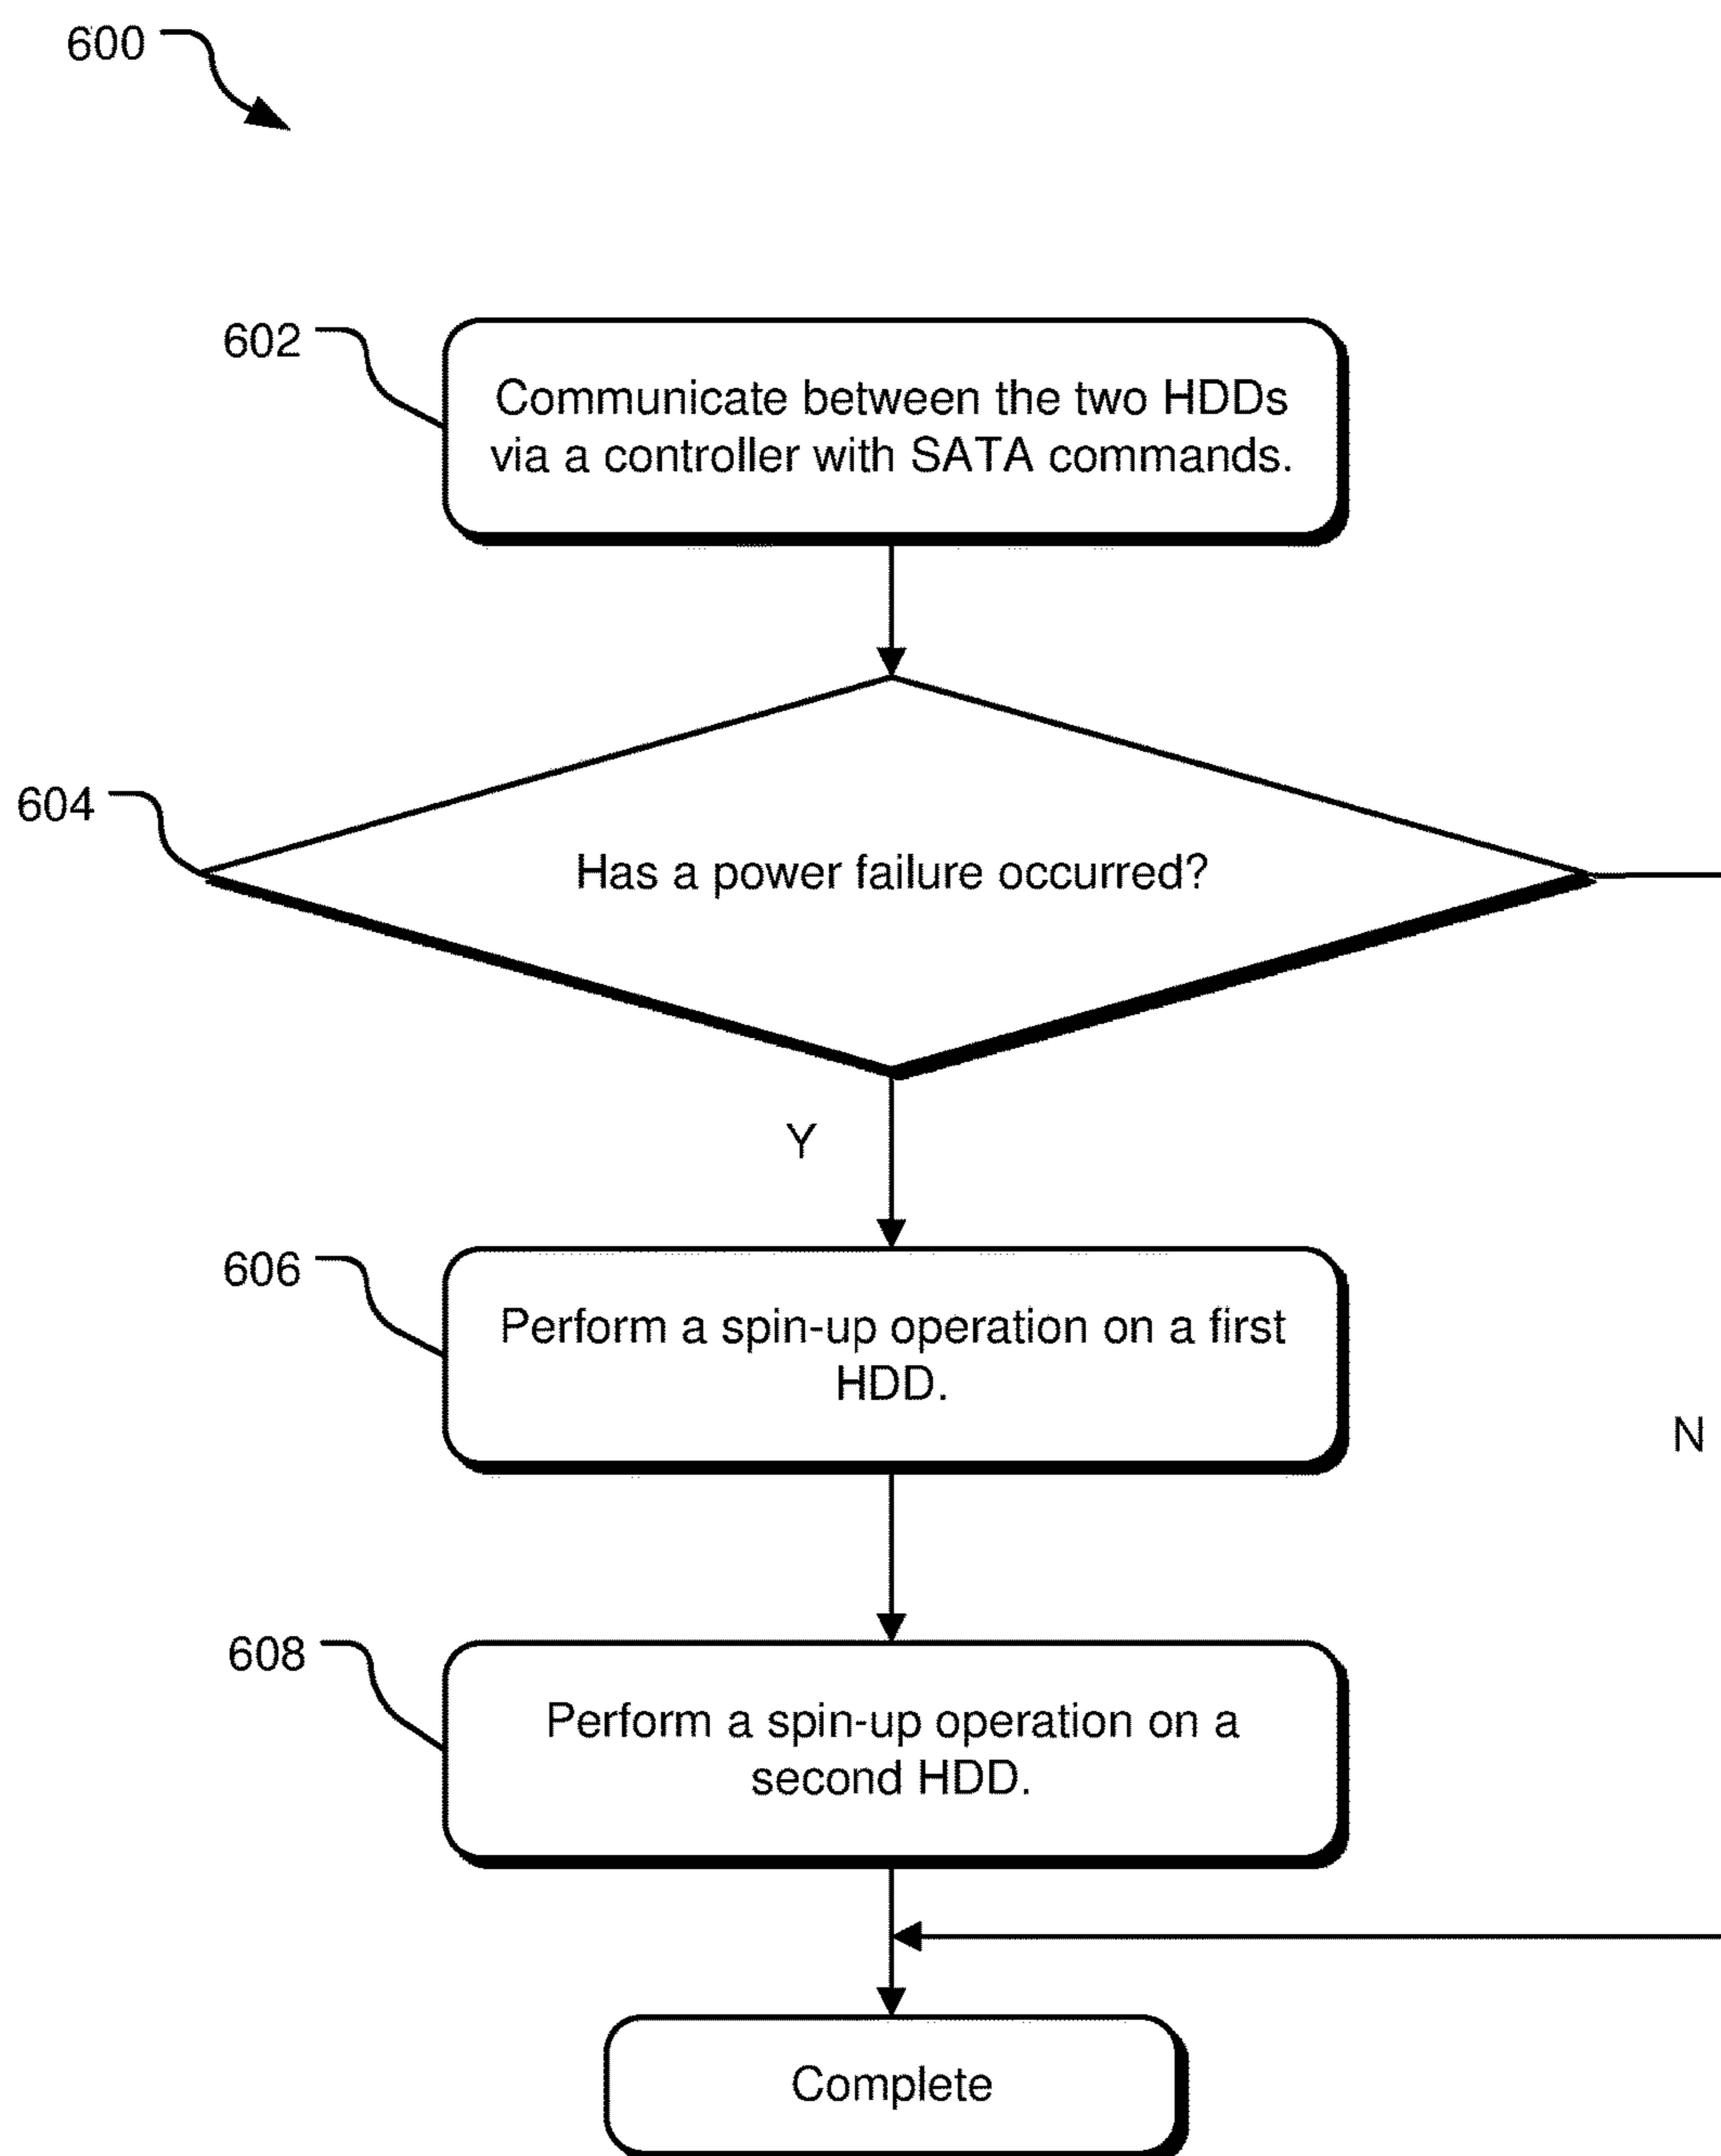 600
602
Communicate between the two HDDs
via a controller with SATA commands.
604
Has a power failure occurred?
Y
606
Perform a spin-up operation on a first
HDD.
N
608
Perform a spin-up operation on a
second HDD.
Complete